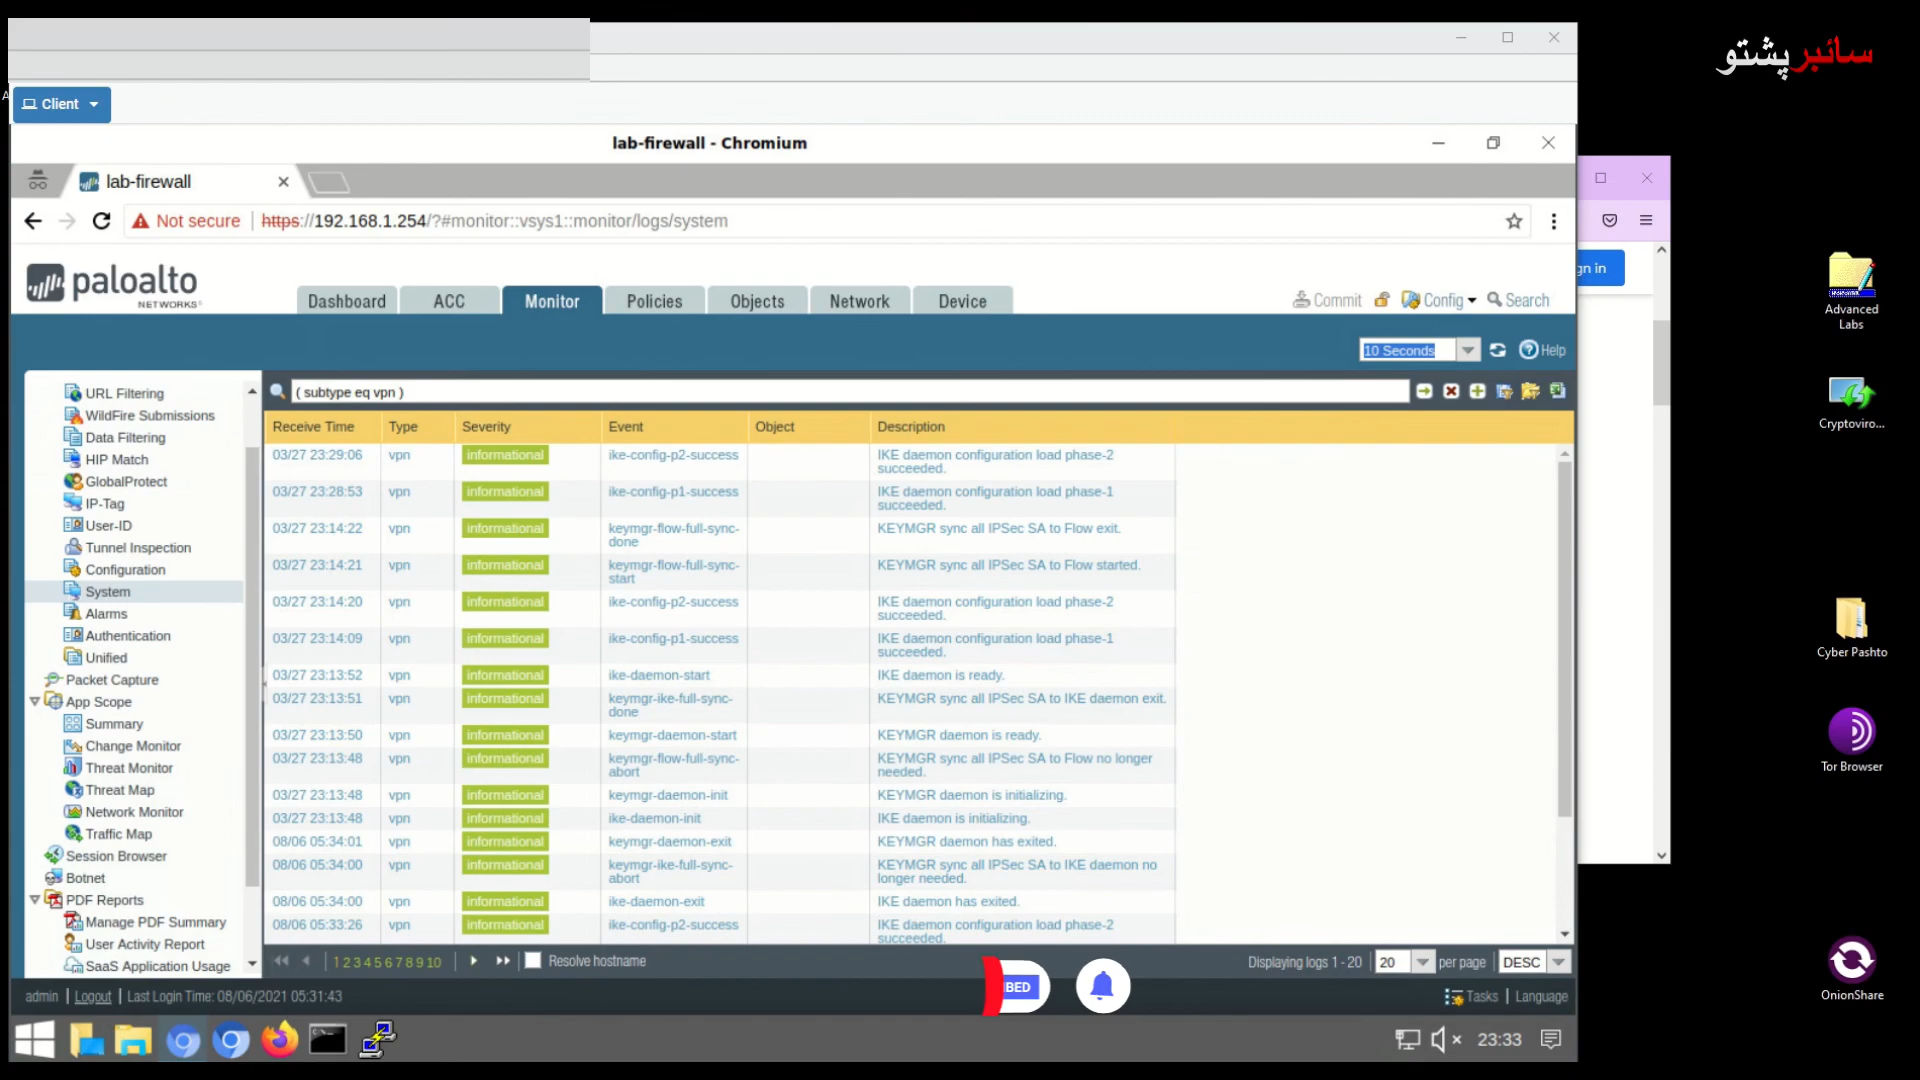 سائبر پشتو
Client
lab-firewall - Chromium
lab-firewall
Not secure https://192.168.1.254/?#monitor::vsys1::monitor/logs/system
paloalto
NETWORKS
Dashboard ACC Monitor Policies Objects Network Device
Commit Config Search
10 Seconds Help
( subtype eq vpn )
Receive Time Type Severity Event Object Description
03/27 23:29:06 vpn informational ike-config-p2-success IKE daemon configuration load phase-2
succeeded.
03/27 23:28:53 vpn informational ike-config-p1-success IKE daemon configuration load phase-1
succeeded.
03/27 23:14:22 vpn informational keymgr-flow-full-sync- KEYMGR sync all IPSec SA to Flow exit.
done
03/27 23:14:21 vpn informational keymgr-flow-full-sync- KEYMGR sync all IPSec SA to Flow started.
start
03/27 23:14:20 vpn informational ike-config-p2-success IKE daemon configuration load phase-2
succeeded.
03/27 23:14:09 vpn informational ike-config-p1-success IKE daemon configuration load phase-1
succeeded.
03/27 23:13:52 vpn informational ike-daemon-start IKE daemon is ready.
03/27 23:13:51 vpn informational keymgr-ike-full-sync- KEYMGR sync all IPSec SA to IKE daemon exit.
done
03/27 23:13:50 vpn informational keymgr-daemon-start KEYMGR daemon is ready.
03/27 23:13:48 vpn informational keymgr-flow-full-sync- KEYMGR sync all IPSec SA to Flow no longer
abort needed.
03/27 23:13:48 vpn informational keymgr-daemon-init KEYMGR daemon is initializing.
03/27 23:13:48 vpn informational ike-daemon-init IKE daemon is initializing.
08/06 05:34:01 vpn informational keymgr-daemon-exit KEYMGR daemon has exited.
08/06 05:34:00 vpn informational keymgr-ike-full-sync- KEYMGR sync all IPSec SA to IKE daemon no
abort longer needed.
08/06 05:34:00 vpn informational ike-daemon-exit IKE daemon has exited.
08/06 05:33:26 vpn informational ike-config-p2-success IKE daemon configuration load phase-2
succeeded.
URL Filtering
WildFire Submissions
Data Filtering
HIP Match
GlobalProtect
IP-Tag
User-ID
Tunnel Inspection
Configuration
System
Alarms
Authentication
Unified
Packet Capture
App Scope
Summary
Change Monitor
Threat Monitor
Threat Map
Network Monitor
Traffic Map
Session Browser
Botnet
PDF Reports
Manage PDF Summary
User Activity Report
SaaS Application Usage
1 2 3 4 5 6 7 8 9 10 Resolve hostname Displaying logs 1 - 20 20 per page DESC
admin | Logout | Last Login Time: 08/06/2021 05:31:43
Tasks | Language
BED
23:33
gn in
Advanced
Labs
Cryptoviro...
Cyber Pashto
Tor Browser
OnionShare